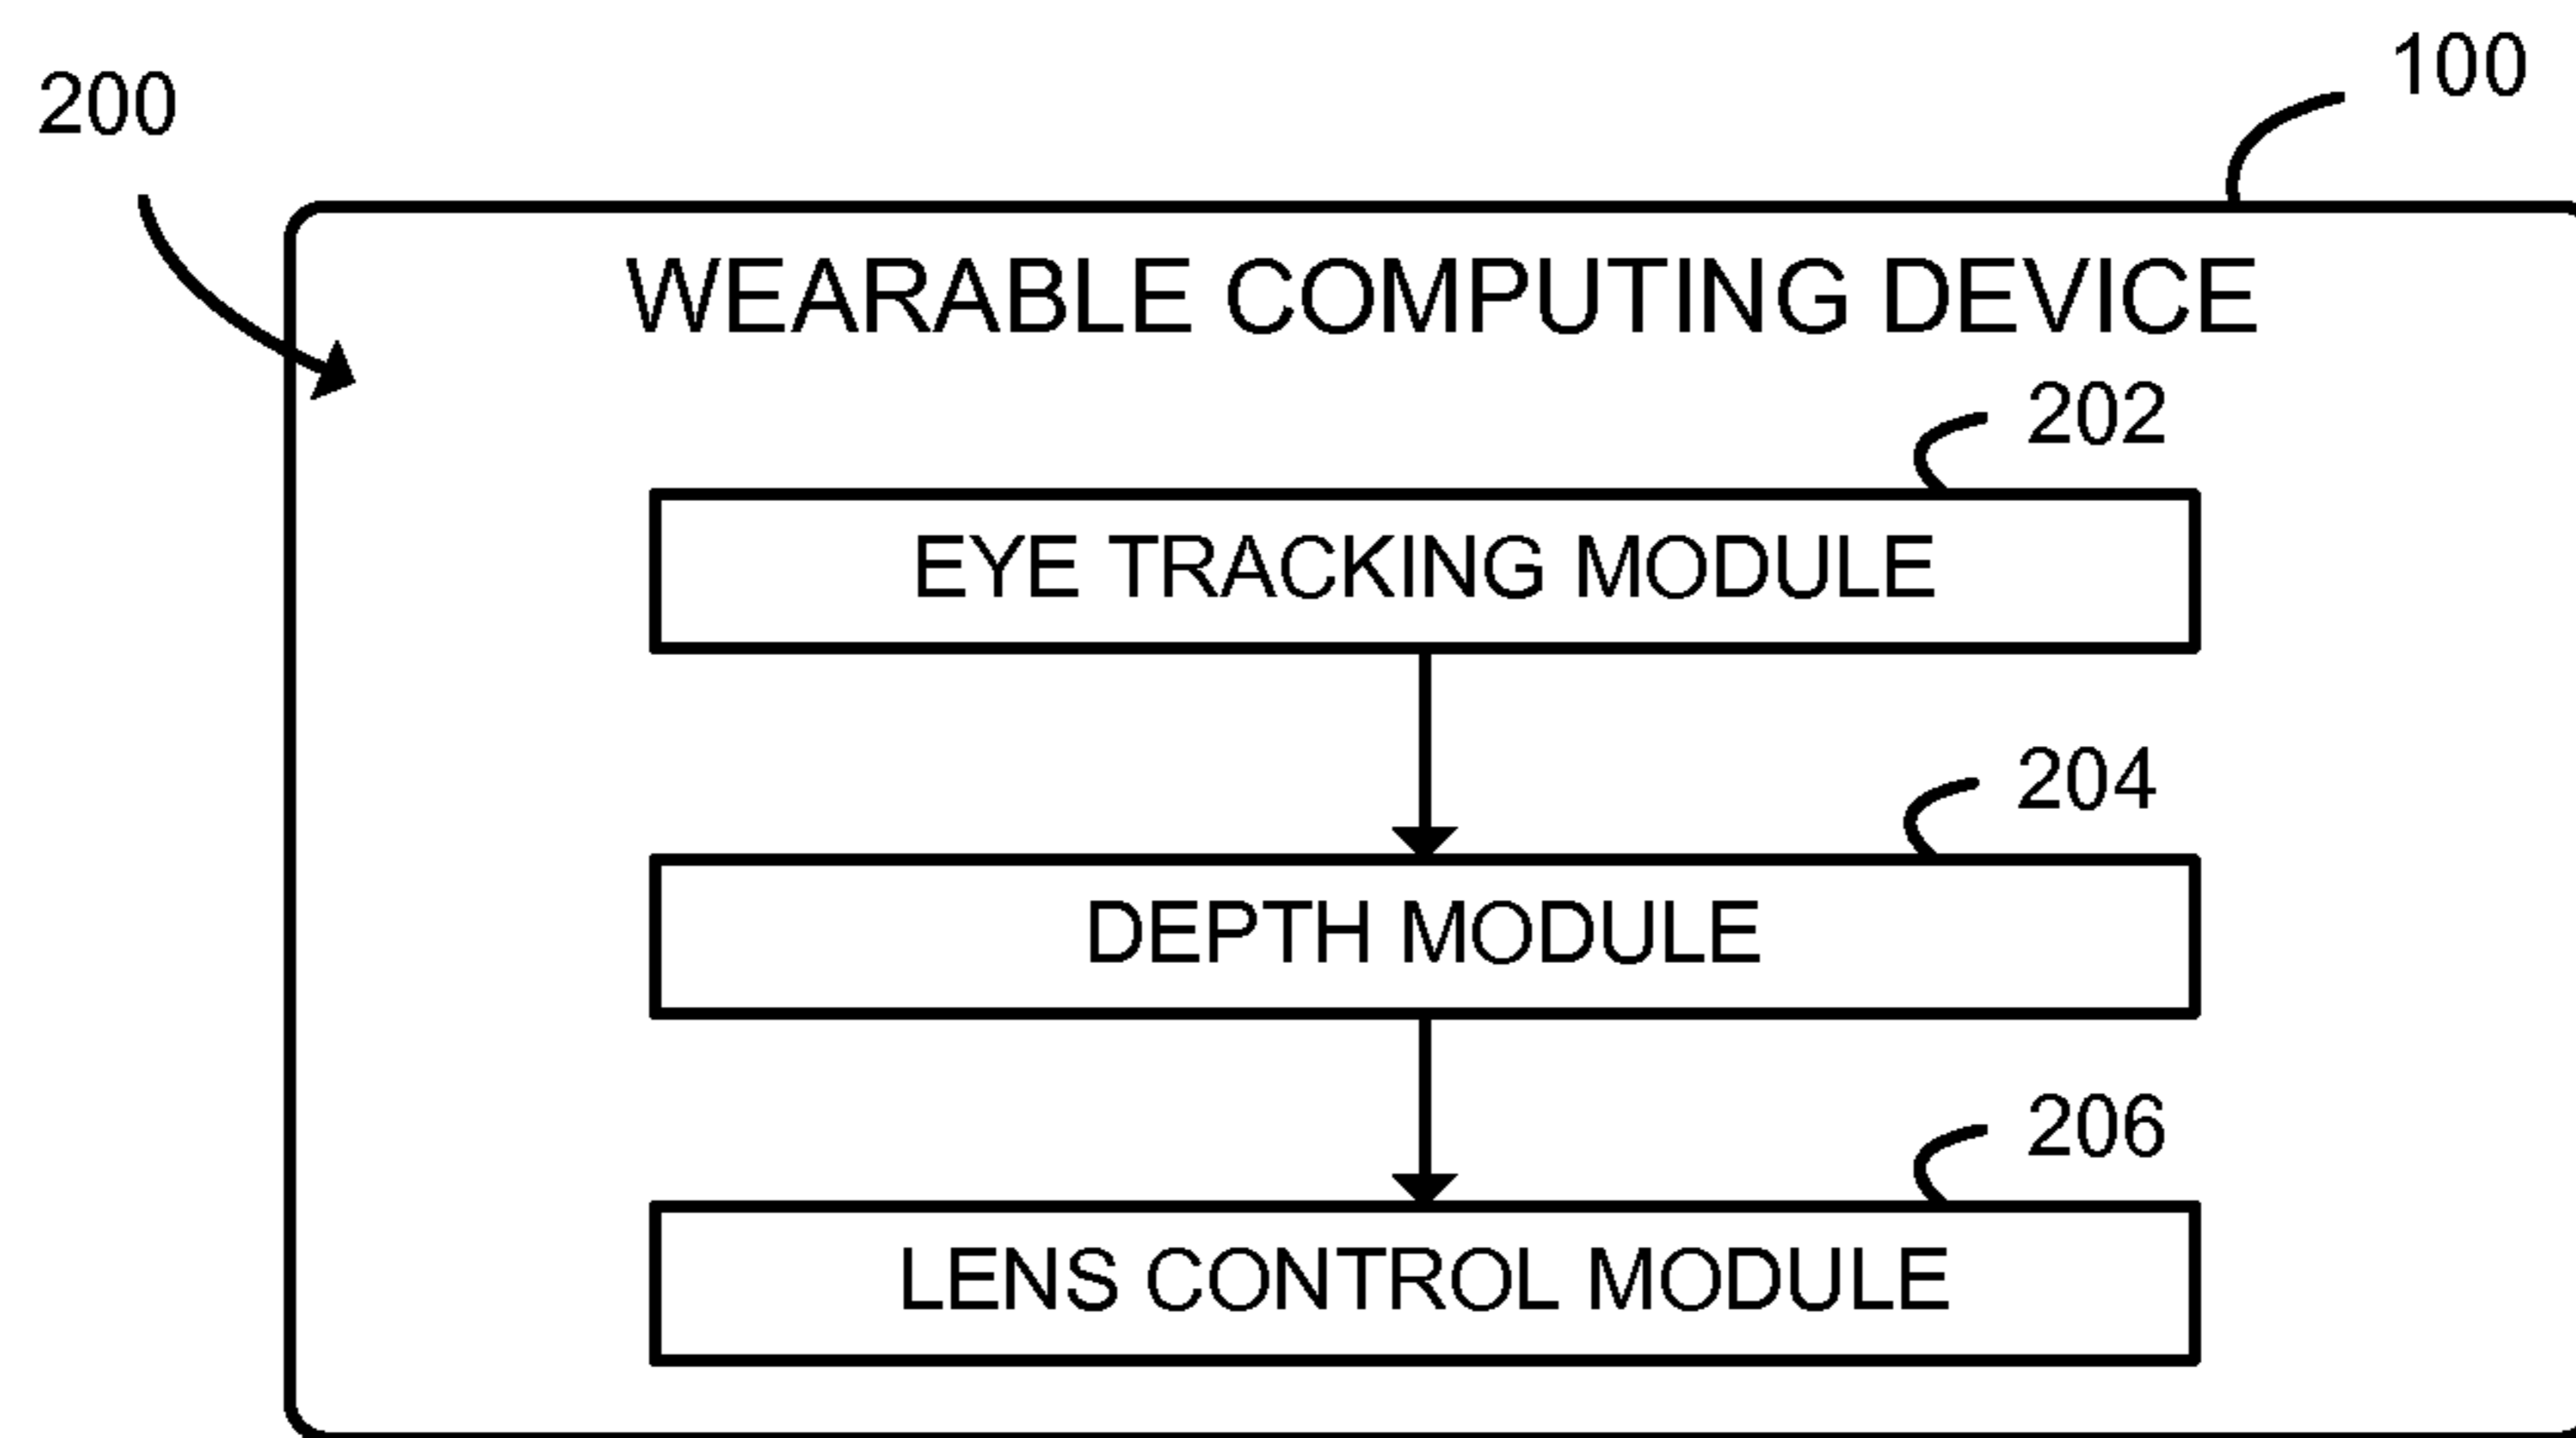 100
200
WEARABLE COMPUTING DEVICE
202
EYE TRACKING MODULE
204
DEPTH MODULE
206
LENS CONTROL MODULE